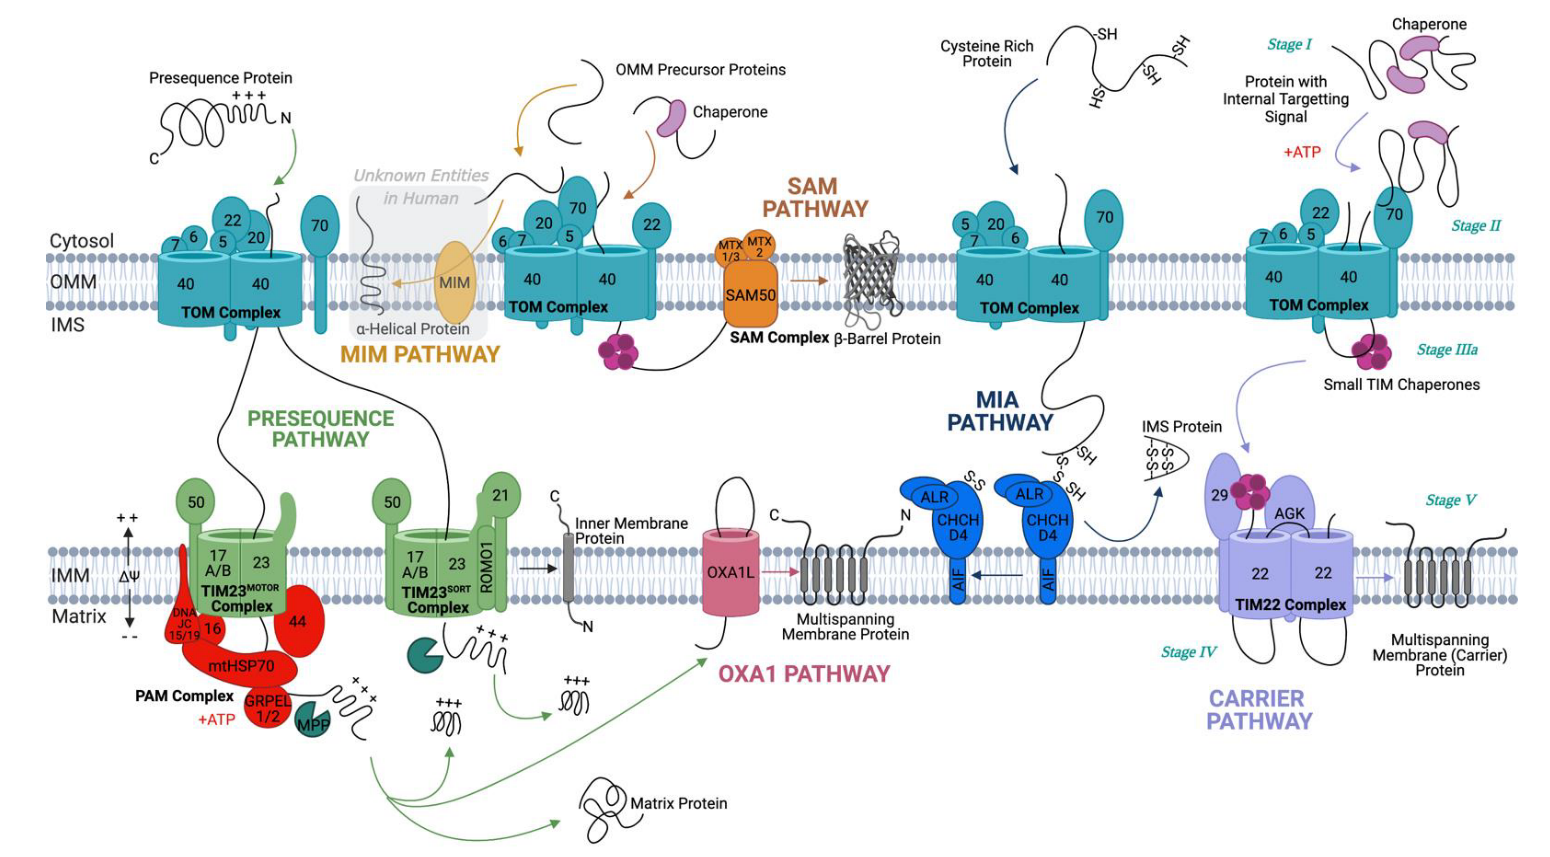 Presequence Protein
+++
N
C
OMM Precursor Proteins
Chaperone
Unknown Entities
in Human
Cysteine Rich
Protein
-SH
-SH
-SH
HS-
Stage I
Chaperone
Protein with
Internal Targetting
Signal
+ATP
Stage II
SAM
PATHWAY
Cytosol
OMM
IMS
7
6
22
5
20
70
40
40
TOM Complex
MIM
α-Helical Protein
MIM PATHWAY
6
7
20
70
5
22
40
40
TOM Complex
MTX
1/3
MTX
2
SAM50
SAM Complex
β-Barrel Protein
5
20
7
6
70
40
40
TOM Complex
7
6
5
22
70
40
40
TOM Complex
Stage IIIa
Small TIM Chaperones
PRESEQUENCE
PATHWAY
MIA
PATHWAY
IMS Protein
-S-S-
-S-S-
SH
S
S
SH
++
ΔΨ
--
IMM
Matrix
50
17
A/B
23
TIM23MOTOR
Complex
DNA
JC
15/19
16
44
mtHSP70
PAM Complex
GRPEL
1/2
+ATP
MPP
+++
50
21
17
A/B
23
ROMO1
TIM23SORT
Complex
+++
+++
+++
C
Inner Membrane
Protein
N
Matrix Protein
OXA1L
C
N
Multispanning
Membrane Protein
OXA1 PATHWAY
S-S
ALR
CHCH
D4
AIF
ALR
CHCH
D4
AIF
29
AGK
22
22
TIM22 Complex
Stage IV
Stage V
Multispanning
Membrane (Carrier)
Protein
CARRIER
PATHWAY